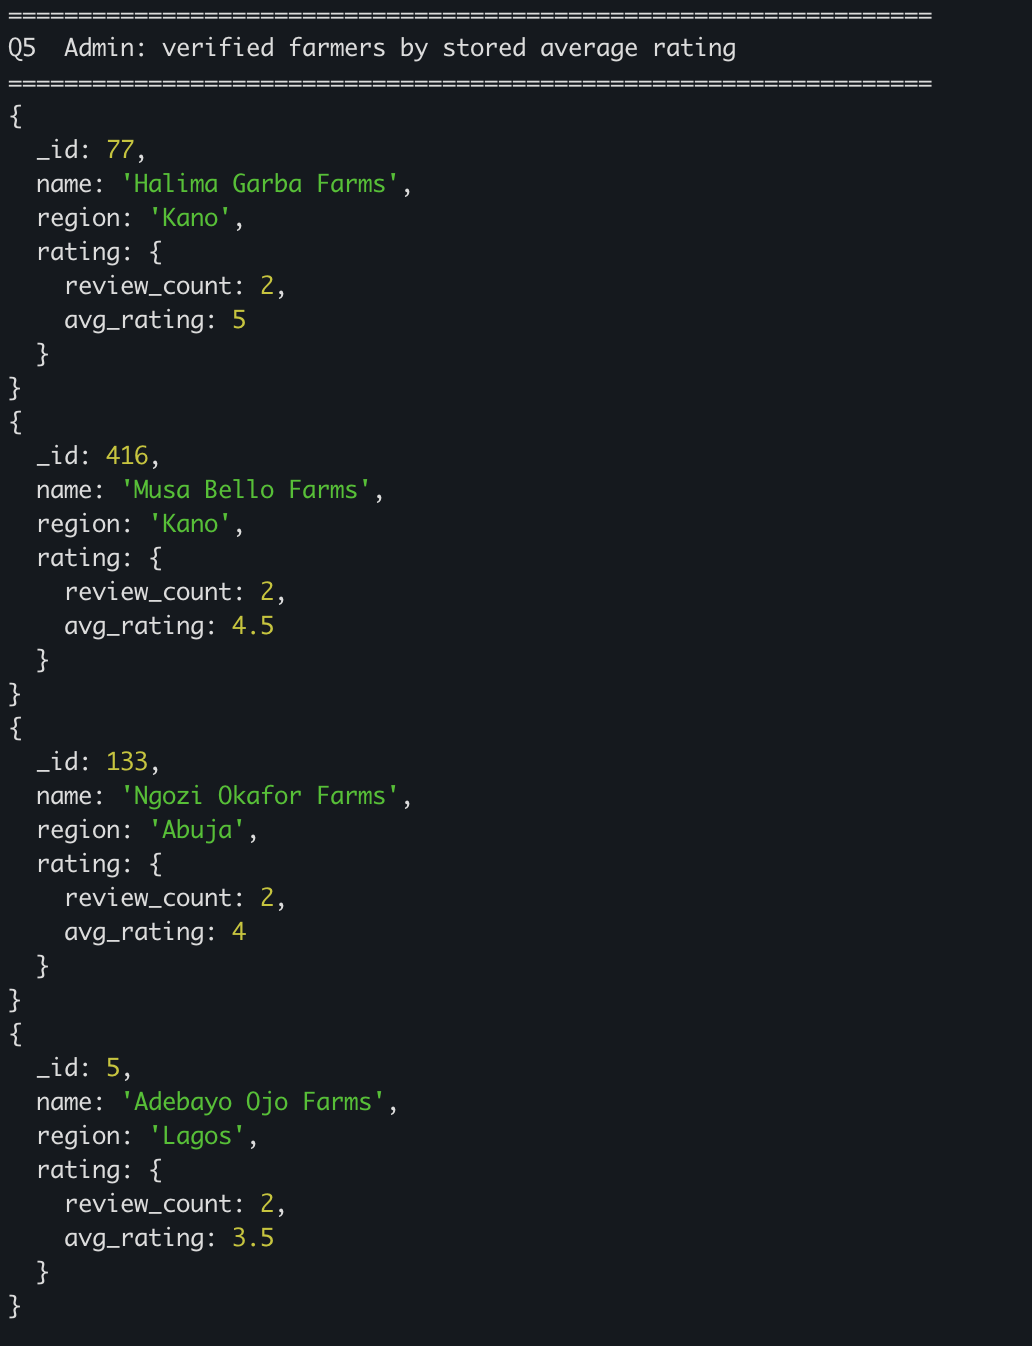 ==================================================================
Q5  Admin: verified farmers by stored average rating
==================================================================
{
  _id: 77,
  name: 'Halima Garba Farms',
  region: 'Kano',
  rating: {
    review_count: 2,
    avg_rating: 5
  }
}
{
  _id: 416,
  name: 'Musa Bello Farms',
  region: 'Kano',
  rating: {
    review_count: 2,
    avg_rating: 4.5
  }
}
{
  _id: 133,
  name: 'Ngozi Okafor Farms',
  region: 'Abuja',
  rating: {
    review_count: 2,
    avg_rating: 4
  }
}
{
  _id: 5,
  name: 'Adebayo Ojo Farms',
  region: 'Lagos',
  rating: {
    review_count: 2,
    avg_rating: 3.5
  }
}